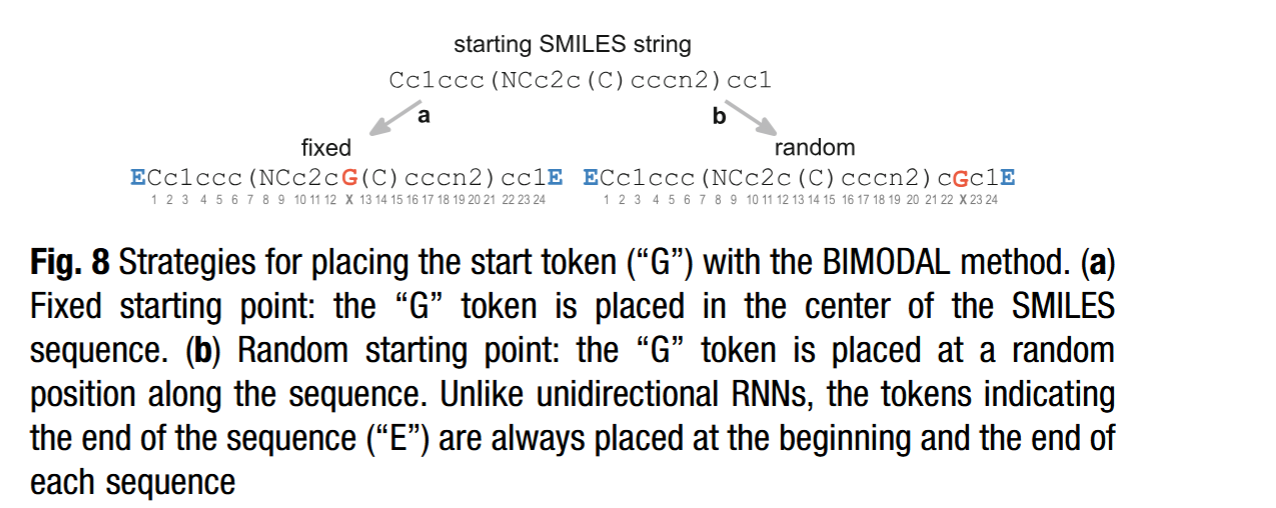 starting SMILES string
Cc1ccc(NCc2c(C)cccn2)cc1
a
b
fixed
random
ECc1ccc(NCc2cG(C)cccn2)cc1E ECc1ccc(NCc2c(C)cccn2)cGc1E
1 2 3 4 5 6 7 8 9 10 11 12 X 13 14 15 16 17 18 19 20 21 22 23 24 1 2 3 4 5 6 7 8 9 10 11 12 13 14 15 16 17 18 19 20 21 22 X 23 24
Fig. 8 Strategies for placing the start token (“G”) with the BIMODAL method. (a)
Fixed starting point: the “G” token is placed in the center of the SMILES
sequence. (b) Random starting point: the “G” token is placed at a random
position along the sequence. Unlike unidirectional RNNs, the tokens indicating
the end of the sequence (“E”) are always placed at the beginning and the end of
each sequence